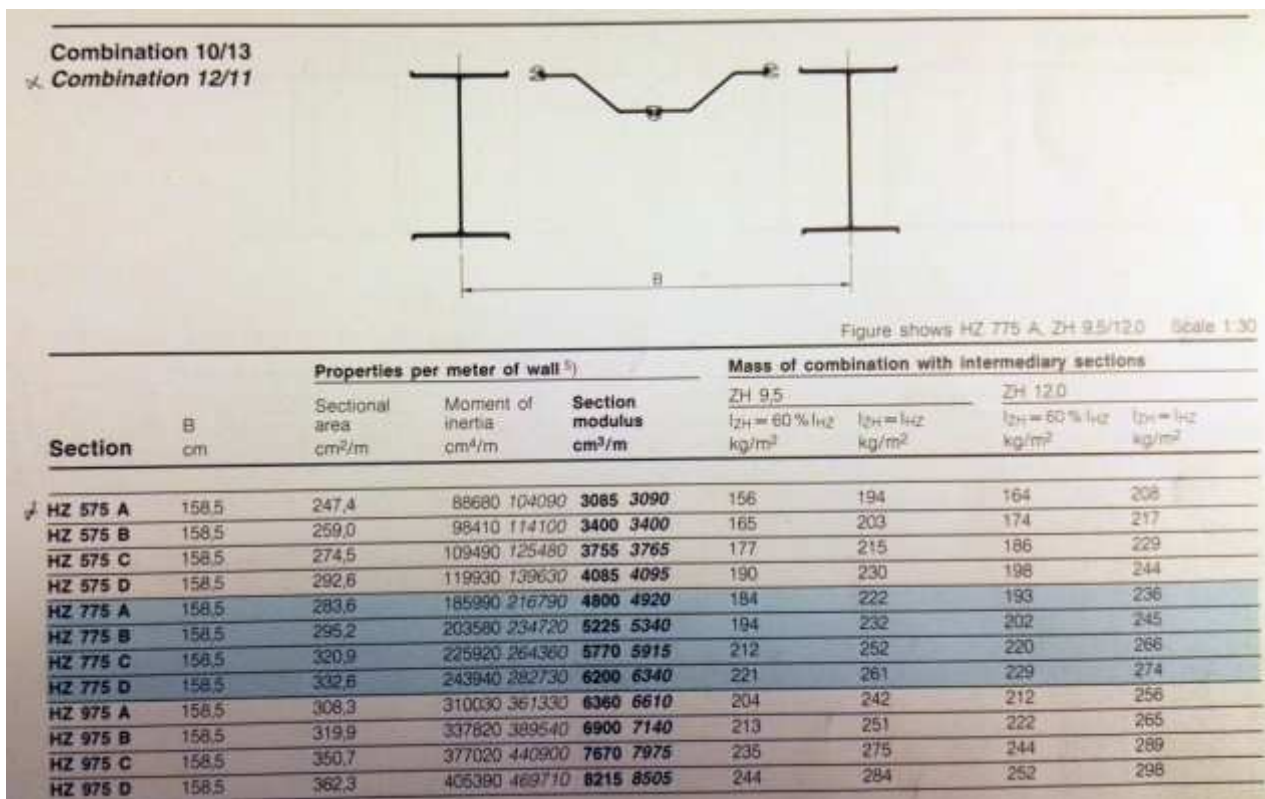 Combination 10/13
Combination 12/11
B
Figure shows HZ 775 A, ZH 9.5/12.0 Scale 1:30
Properties per meter of wall 5)
Mass of combination with intermediary sections
Section
B
cm
Sectional
area
cm²/m
Moment of
inertia
cm⁴/m
Section
modulus
cm³/m
ZH 9,5
IZH = 60 % IHZ
kg/m²
IZH = IHZ
kg/m²
ZH 12,0
IZH = 60 % IHZ
kg/m²
IZH = IHZ
kg/m²
HZ 575 A 158,5 247,4 88680 104090 3085 3090 156 194 164 208
HZ 575 B 158,5 259,0 98410 114100 3400 3400 165 203 174 217
HZ 575 C 158,5 274,5 109490 125480 3755 3765 177 215 186 229
HZ 575 D 158,5 292,6 119930 139630 4085 4095 190 230 198 244
HZ 775 A 158,5 283,6 185990 216790 4800 4920 184 222 193 236
HZ 775 B 158,5 295,2 203580 234720 5225 5340 194 232 202 245
HZ 775 C 158,5 320,9 225920 264360 5770 5915 212 252 220 266
HZ 775 D 158,5 332,6 243940 282730 6200 6340 221 261 229 274
HZ 975 A 158,5 308,3 310030 361330 6360 6610 204 242 212 256
HZ 975 B 158,5 319,9 337820 389540 6900 7140 213 251 222 265
HZ 975 C 158,5 350,7 377020 440900 7670 7975 235 275 244 289
HZ 975 D 158,5 362,3 405390 469710 8215 8505 244 284 252 298